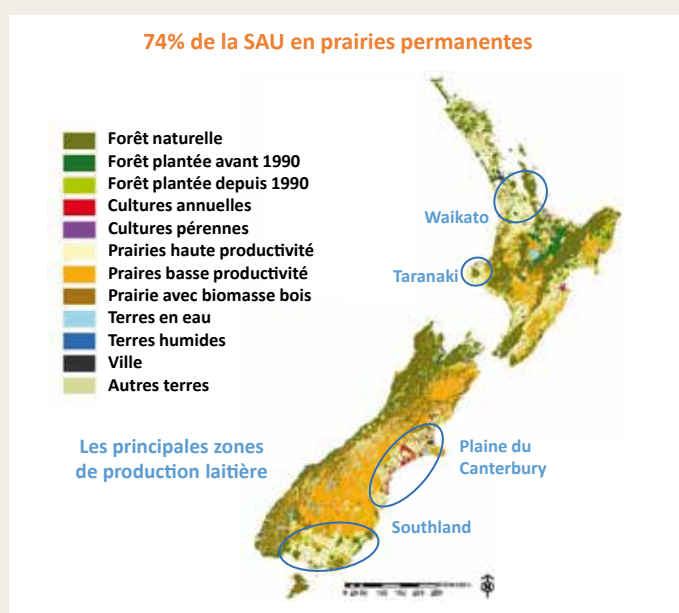 74% de la SAU en prairies permanentes
Forêt naturelle
Forêt plantée avant 1990
Forêt plantée depuis 1990
Cultures annuelles
Cultures pérennes
Prairies haute productivité
Praires basse productivité
Prairie avec biomasse bois
Terres en eau
Terres humides
Ville
Autres terres
Waikato
Taranaki
Les principales zones
de production laitière
Plaine du
Canterbury
Southland